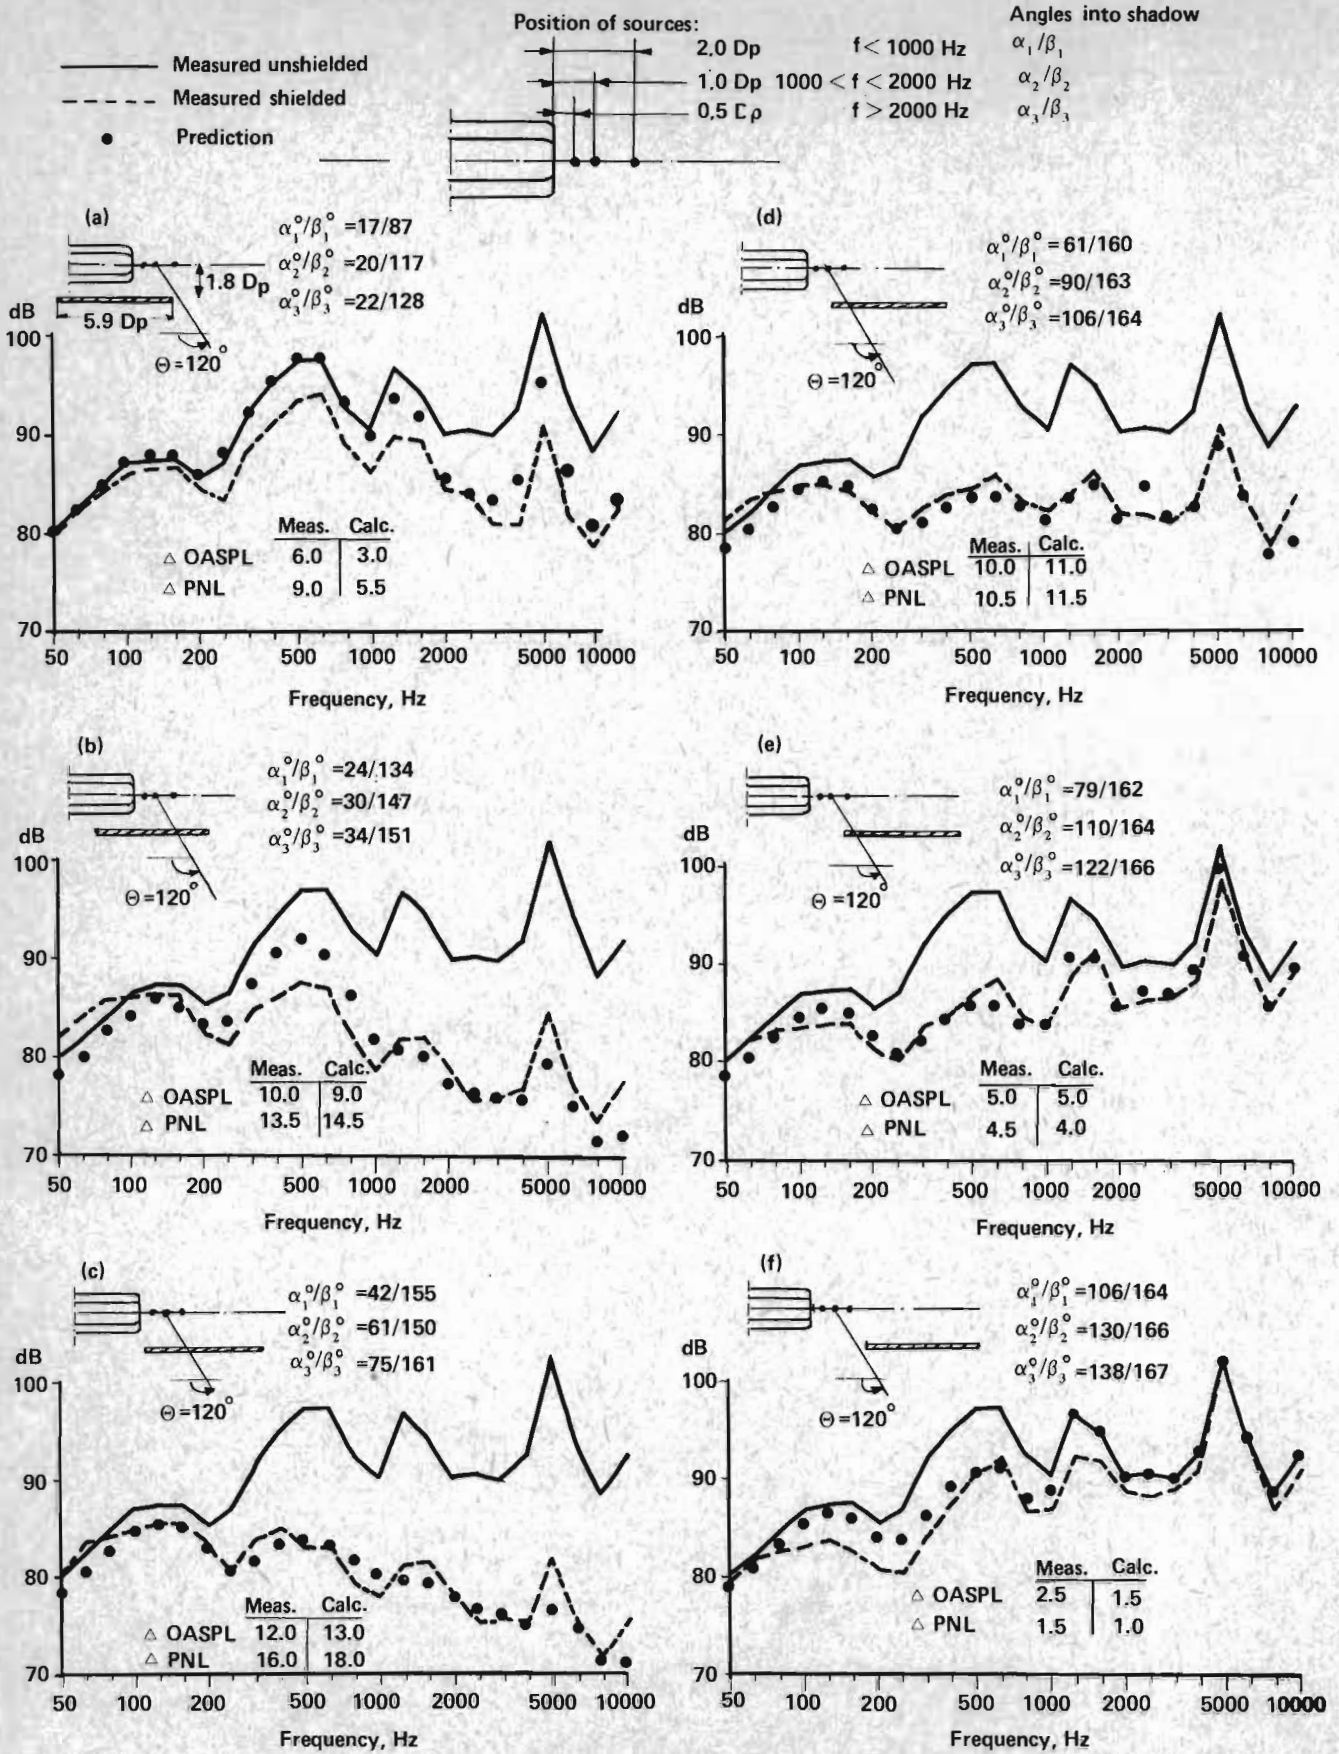 Position of sources:
Angles into shadow
Measured unshielded
Measured shielded
Prediction
2.0 Dp f < 1000 Hz α₁/β₁
1.0 Dp 1000 < f < 2000 Hz α₂/β₂
0.5 Dρ f > 2000 Hz α₃/β₃
(a)
α₁°/β₁° =17/87
α₂°/β₂° =20/117
α₃°/β₃° =22/128
1.8 Dp
5.9 Dp
Θ=120°
dB
100
90
80
70
Meas. Calc.
△ OASPL 6.0 3.0
△ PNL 9.0 5.5
50 100 200 500 1000 2000 5000 10000
Frequency, Hz
(d)
α₁°/β₁° =61/160
α₂°/β₂° =90/163
α₃°/β₃° =106/164
Θ=120°
100
90
80
70
Meas. Calc.
△ OASPL 10.0 11.0
△ PNL 10.5 11.5
50 100 200 500 1000 2000 5000 10000
Frequency, Hz
(b)
α₁°/β₁° =24/134
α₂°/β₂° =30/147
α₃°/β₃° =34/151
Θ=120°
dB
100
90
80
70
Meas. Calc.
△ OASPL 10.0 9.0
△ PNL 13.5 14.5
50 100 200 500 1000 2000 5000 10000
Frequency, Hz
(e)
α₁°/β₁° =79/162
α₂°/β₂° =110/164
α₃°/β₃° =122/166
Θ=120°
dB
100
90
80
70
Meas. Calc.
△ OASPL 5.0 5.0
△ PNL 4.5 4.0
50 100 200 500 1000 2000 5000 10000
Frequency, Hz
(c)
α₁°/β₁° =42/155
α₂°/β₂° =61/150
α₃°/β₃° =75/161
Θ=120°
dB
100
90
80
70
Meas. Calc.
△ OASPL 12.0 13.0
△ PNL 16.0 18.0
50 100 200 500 1000 2000 5000 10000
Frequency, Hz
(f)
α₁°/β₁° =106/164
α₂°/β₂° =130/166
α₃°/β₃° =138/167
Θ=120°
dB
100
90
80
70
Meas. Calc.
△ OASPL 2.5 1.5
△ PNL 1.5 1.0
50 100 200 500 1000 2000 5000 10000
Frequency, Hz